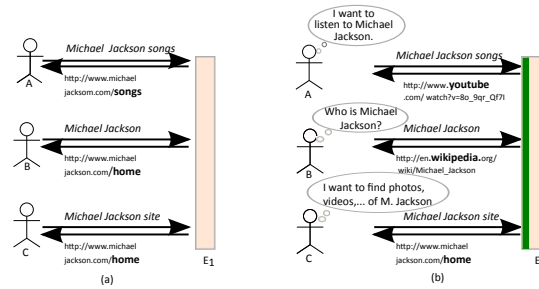 Michael Jackson songs
A
http://www.michael
jacksom.com/songs
Michael Jackson
B
http://www.michael
jackson.com/home
Michael Jackson site
C
http://www.michael
jackson.com/home
E1
(a)
I want to
listen to Michael
Jackson.
Michael Jackson songs
A
http://www.youtube
.com/ watch?v=8o_9qr_Qf7I
Who is Michael
Jackson?
Michael Jackson
B
http://en.wikipedia.org/
wiki/Michael_Jackson
I want to find photos,
videos,... of M. Jackson
Michael Jackson site
C
http://www.michael
jackson.com/home
E
(b)